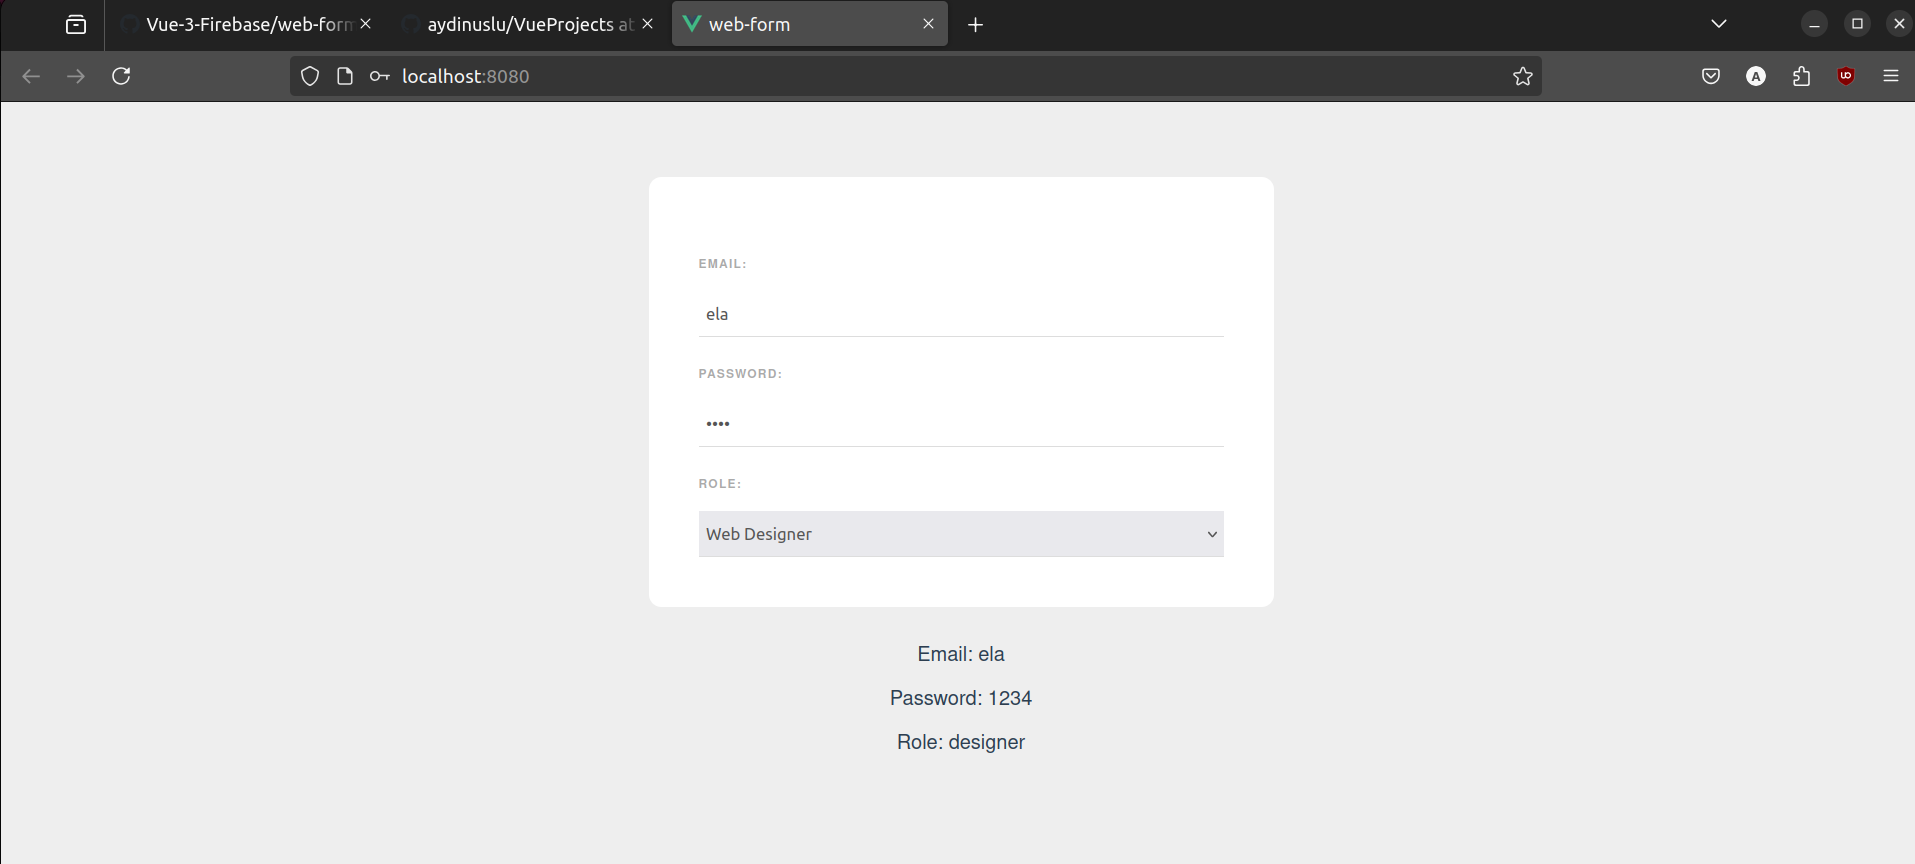 Vue-3-Firebase/web-form
aydinuslu/VueProjects at
web-form
localhost:8080
A
EMAIL:
ela
PASSWORD:
••••
ROLE:
Web Designer
Email: ela
Password: 1234
Role: designer